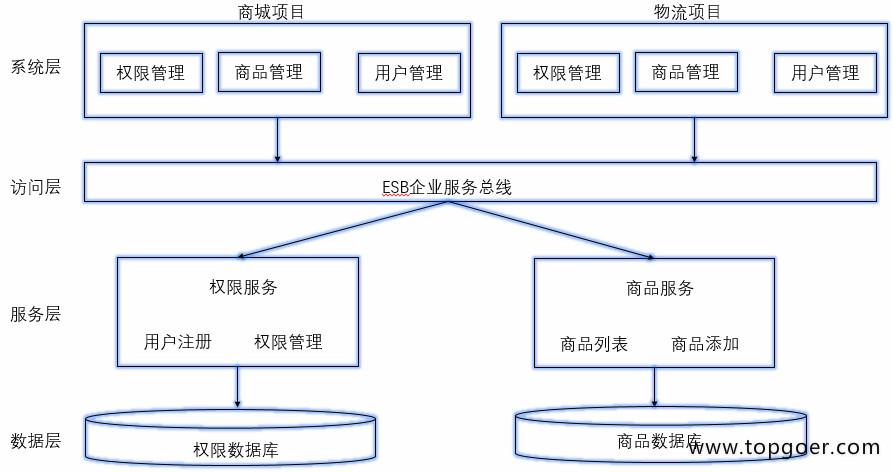 商城项目 物流项目
系统层 权限管理 商品管理 用户管理 权限管理 商品管理 用户管理
访问层 ESB企业服务总线
权限服务 商品服务
服务层 用户注册 权限管理 商品列表 商品添加
数据层 权限数据库 商品数据库
www.topgoer.com